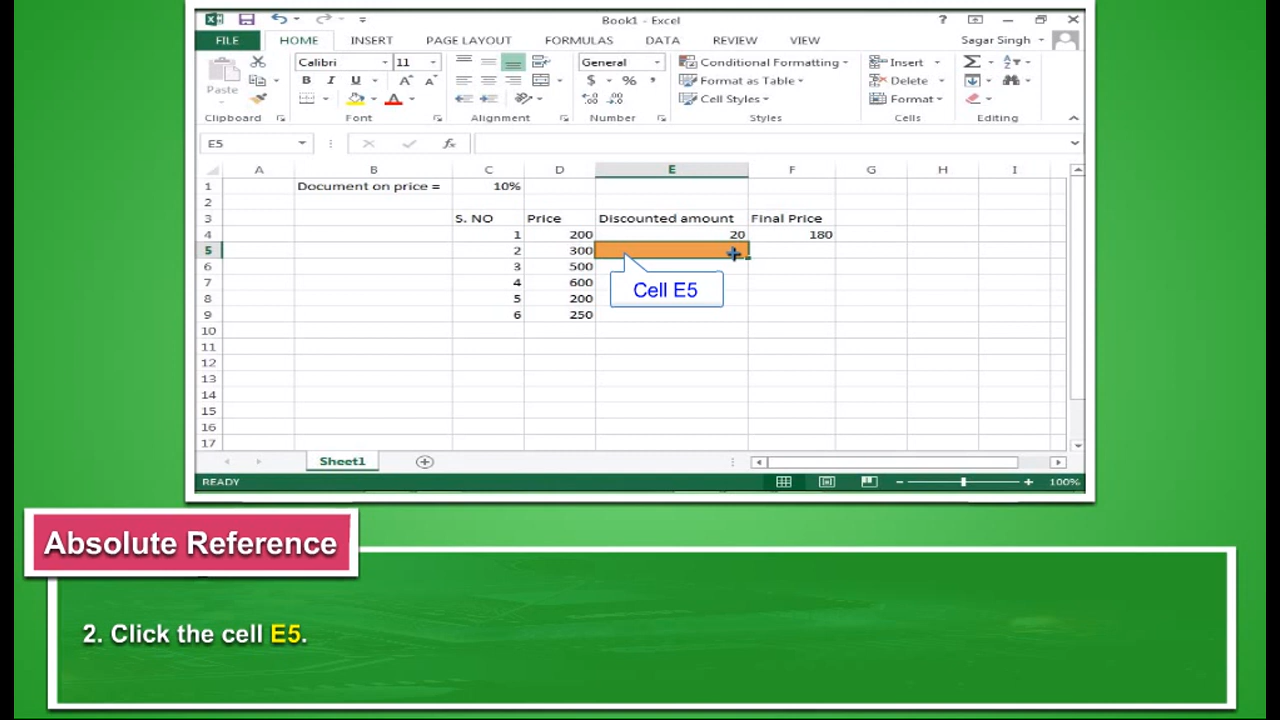 Book1 - Excel
?
FILE HOME INSERT PAGE LAYOUT FORMULAS DATA REVIEW VIEW Sagar Singh
Calibri 11 General Conditional Formatting Insert
Paste B I U $ % , Format as Table Delete
A Cell Styles Format
Clipboard Font Alignment Number Styles Cells Editing
E5 fx
A B C D E F G H I
1 Document on price = 10%
2
3 S. NO Price Discounted amount Final Price
4 1 200 20 180
5 2 300
6 3 500
Cell E5
7 4 600
8 5 200
9 6 250
10
11
12
13
14
15
16
17
Sheet1
READY 100%
Absolute Reference
2. Click the cell E5.